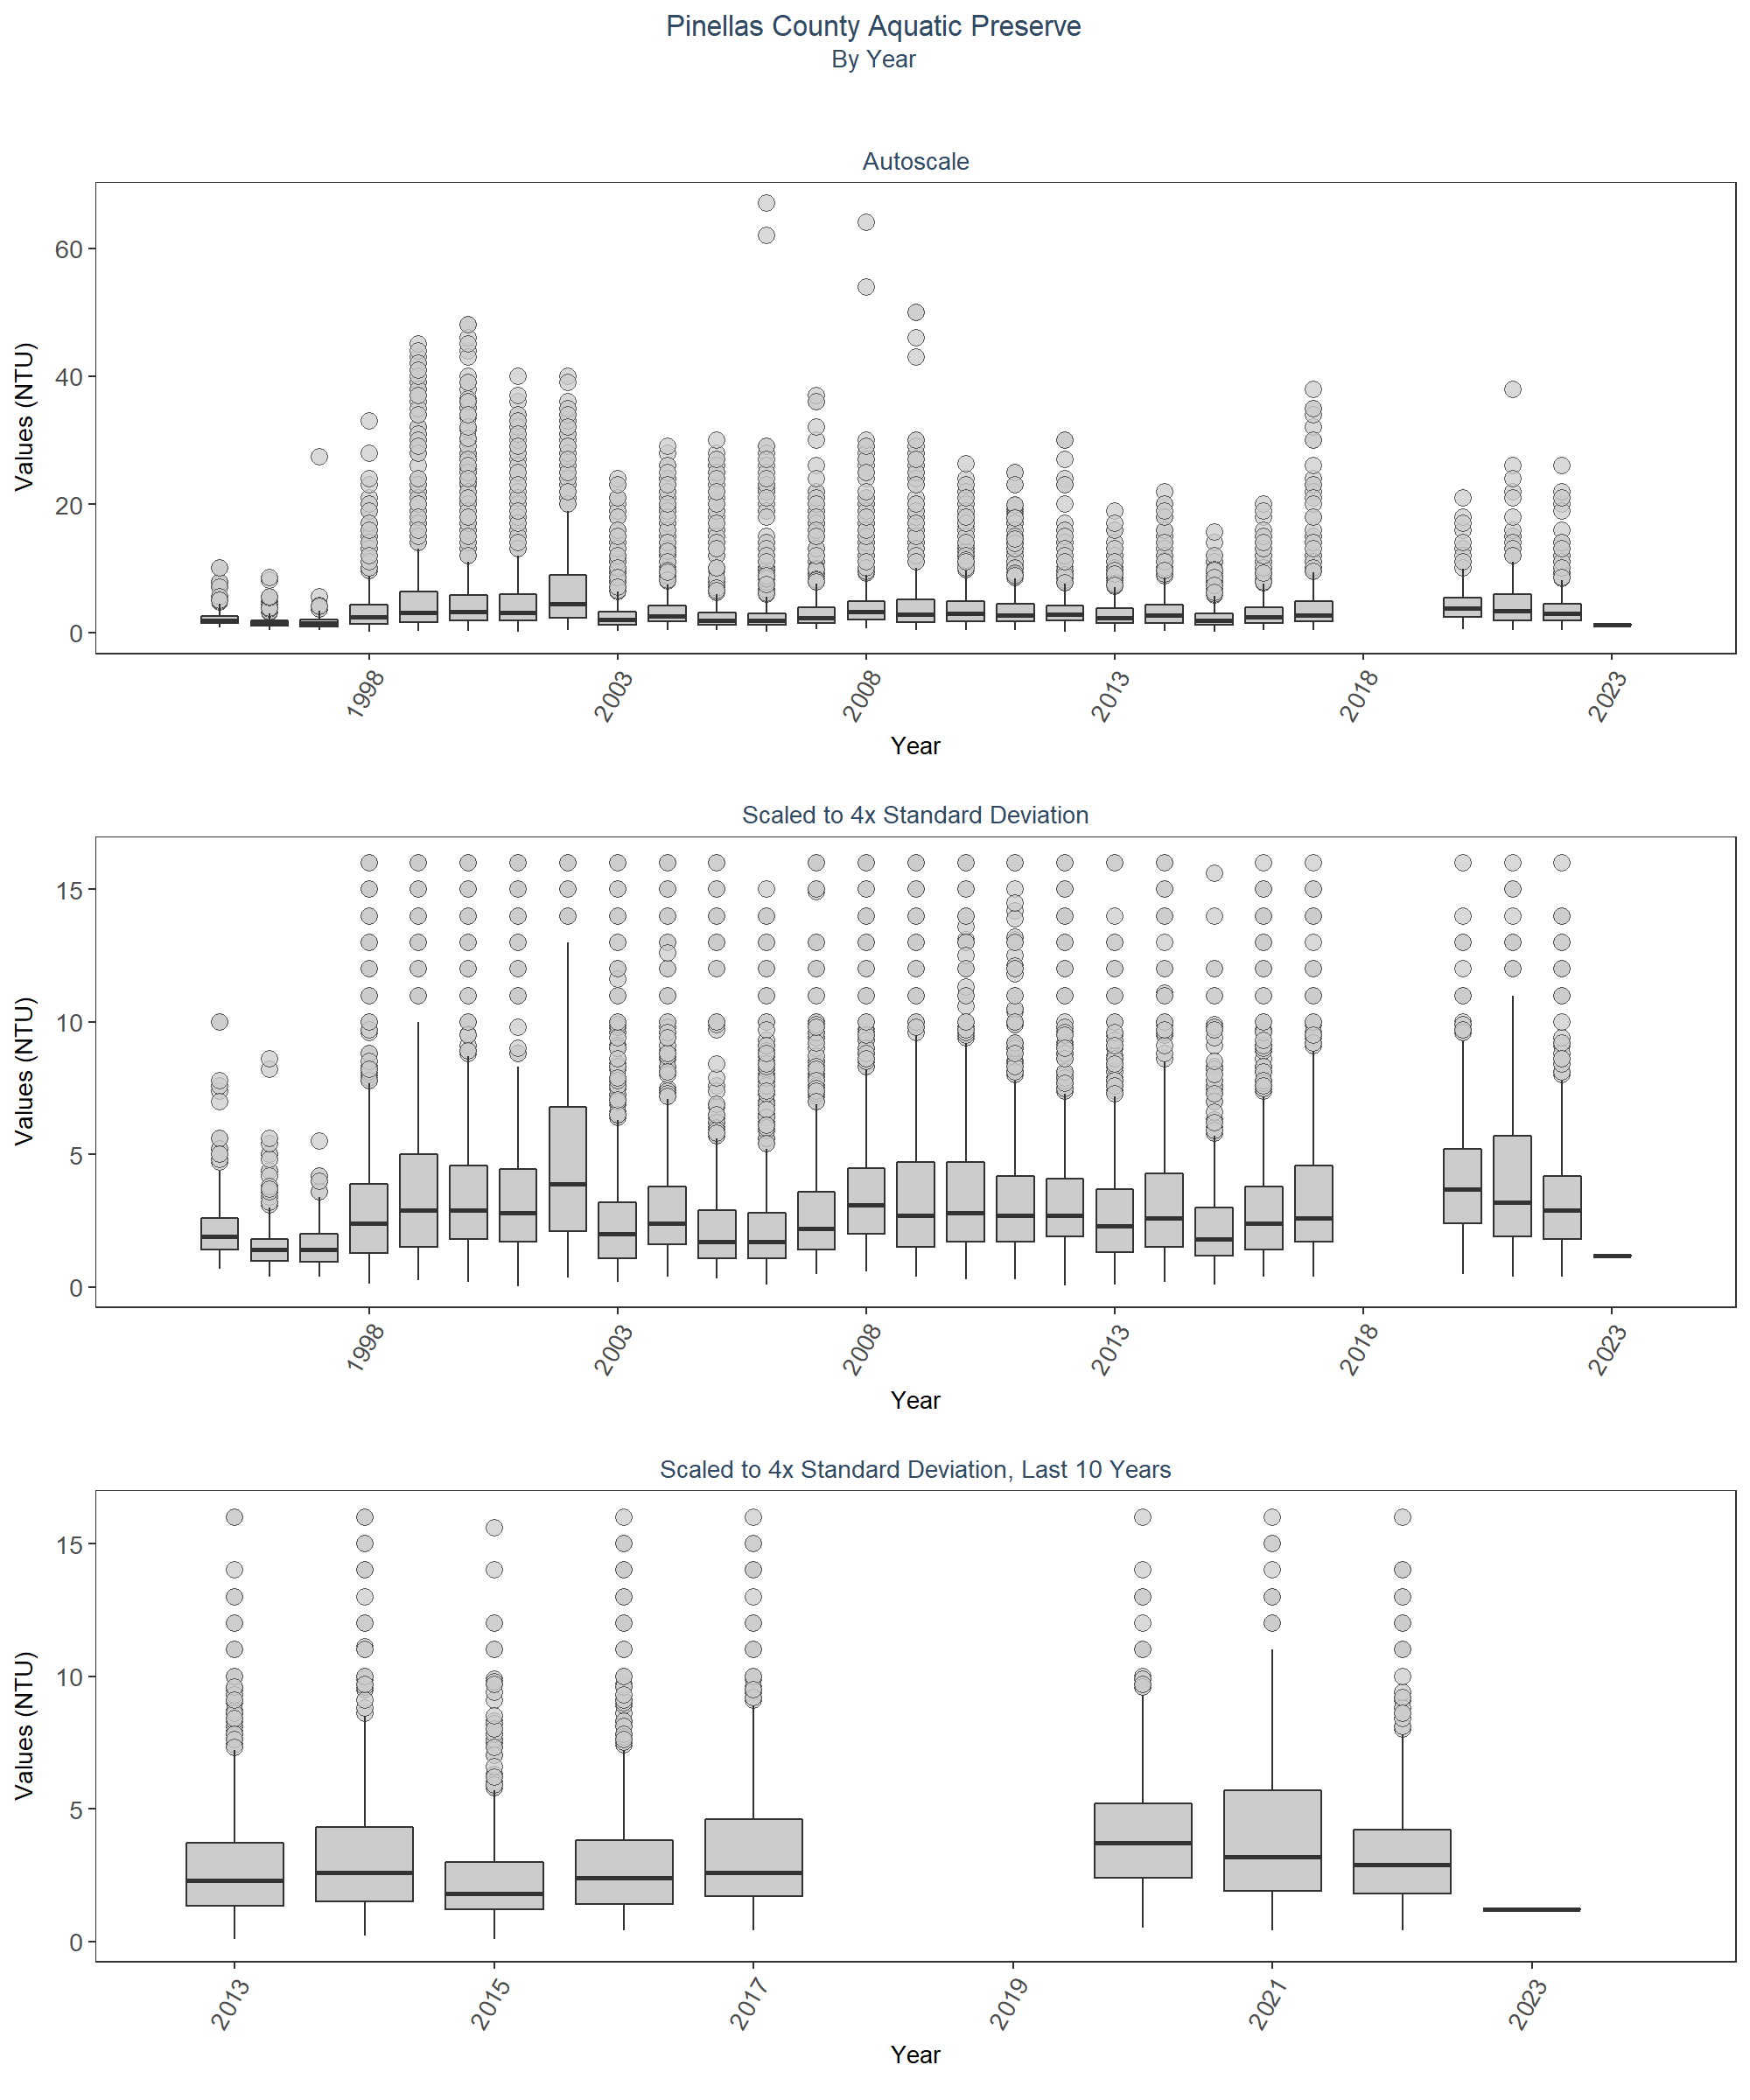 Pinellas County Aquatic Preserve
By Year
Autoscale
Values (NTU)
60
40
20
0
1998 2003 2008 2013 2018 2023
Year
Scaled to 4x Standard Deviation
Values (NTU)
15
10
5
0
1998 2003 2008 2013 2018 2023
Year
Scaled to 4x Standard Deviation, Last 10 Years
Values (NTU)
15
10
5
0
2013 2015 2017 2019 2021 2023
Year